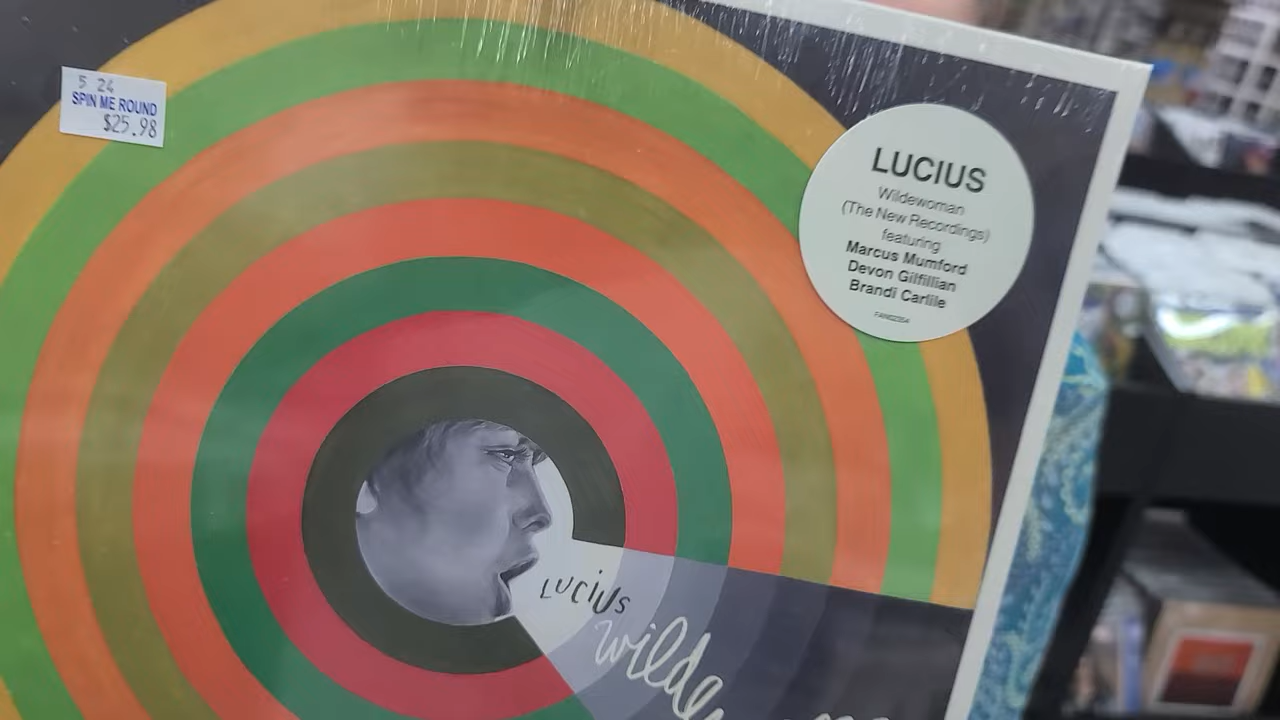 5 24
SPIN ME ROUND
$25.98
LUCIUS
Wildewoman
(The New Recordings)
featuring
Marcus Mumford
Devon Gilfillian
Brandi Carlile
LUCIUS